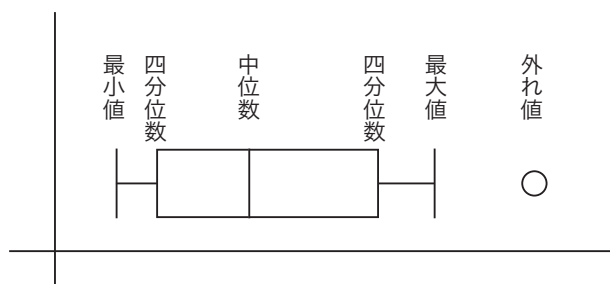 最小値
四分位数
中位数
四分位数
最大値
外れ値